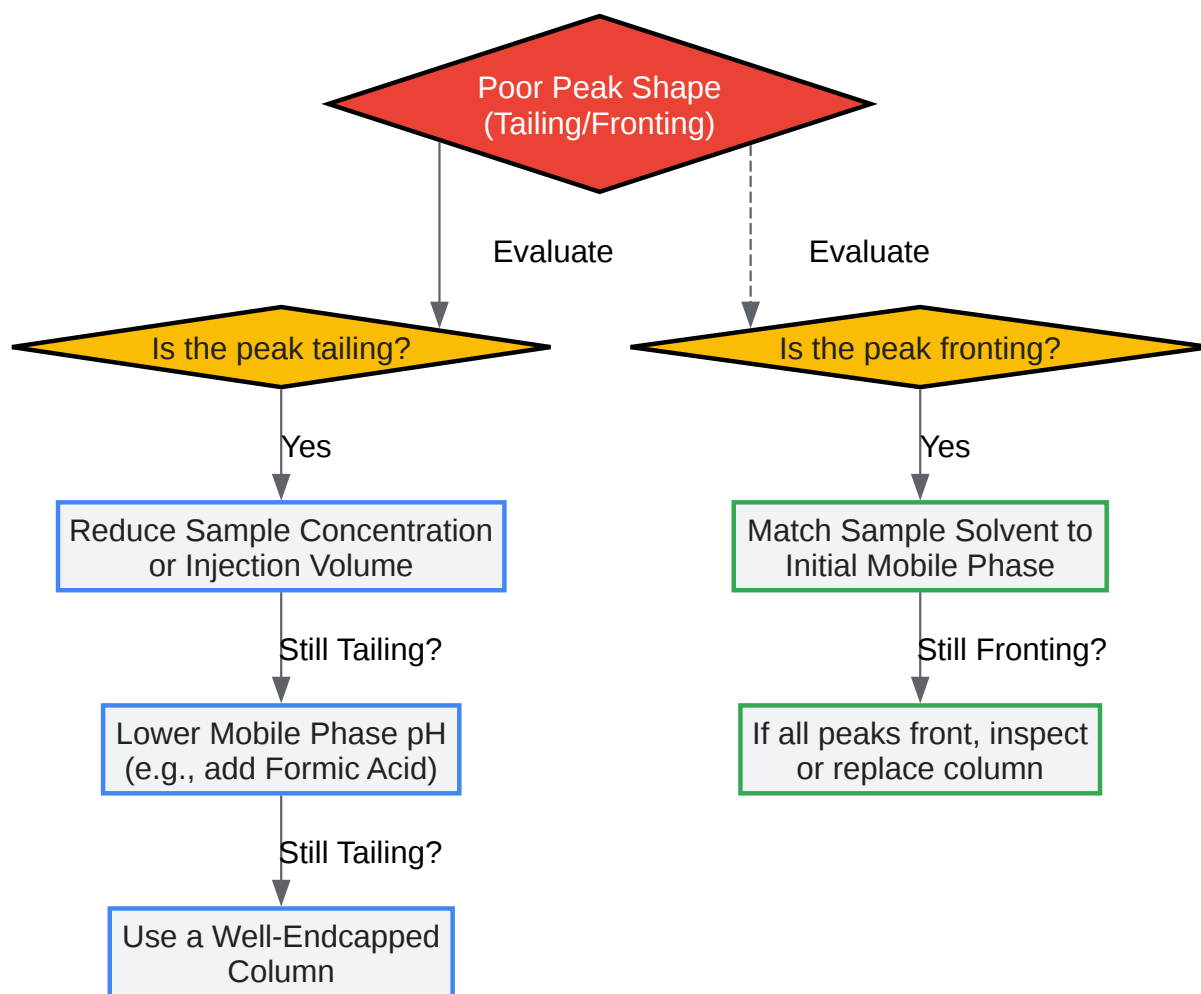 Poor Peak Shape
(Tailing/Fronting)
Evaluate
Evaluate
Is the peak tailing?
Is the peak fronting?
Yes
Yes
Reduce Sample Concentration
or Injection Volume
Match Sample Solvent to
Initial Mobile Phase
Still Tailing?
Still Fronting?
Lower Mobile Phase pH
(e.g., add Formic Acid)
If all peaks front, inspect
or replace column
Still Tailing?
Use a Well-Endcapped
Column